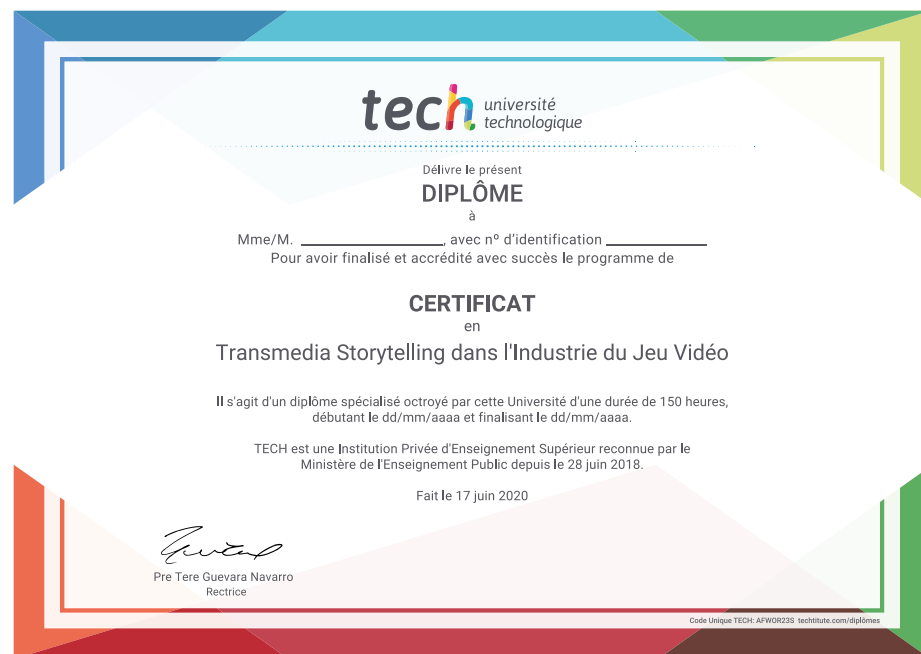 tech université
technologique
Délivre le présent
DIPLÔME
à
Mme/M. ____________________, avec nº d'identification ______________
Pour avoir finalisé et accrédité avec succès le programme de
CERTIFICAT
en
Transmedia Storytelling dans l'Industrie du Jeu Vidéo
Il s'agit d'un diplôme spécialisé octroyé par cette Université d'une durée de 150 heures,
débutant le dd/mm/aaaa et finalisant le dd/mm/aaaa.
TECH est une Institution Privée d'Enseignement Supérieur reconnue par le
Ministère de l'Enseignement Public depuis le 28 juin 2018.
Fait le 17 juin 2020
Pre Tere Guevara Navarro
Rectrice
Code Unique TECH: AFWOR23S techtitute.com/diplômes